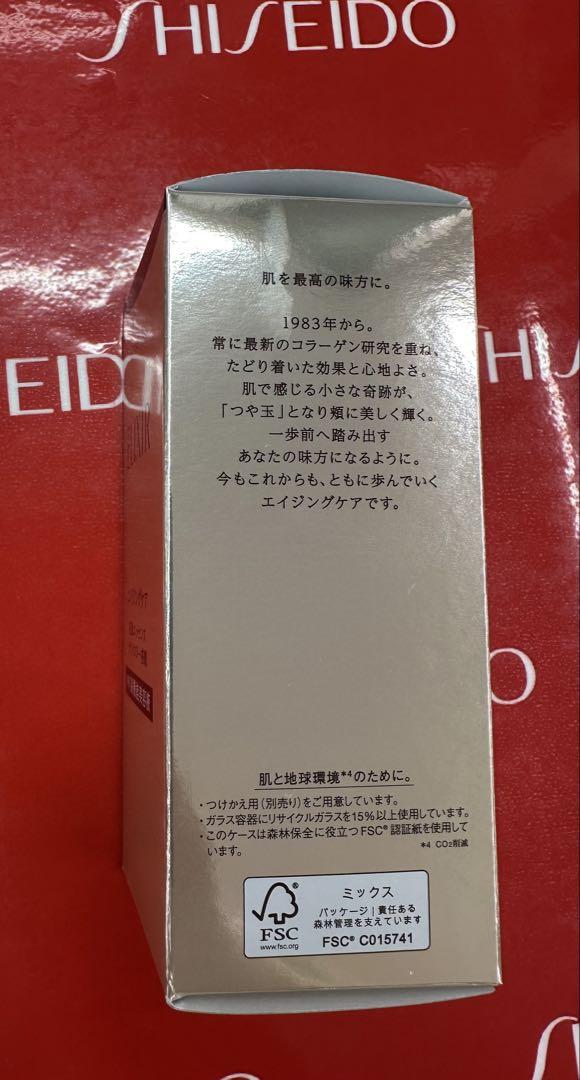 SHISEIDO
肌を最高の味方に。
1983年から。
常に最新のコラーゲン研究を重ね、
たどり着いた効果と心地よさ。
肌で感じる小さな奇跡が、
「つや玉」となり頬に美しく輝く。
一歩前へ踏み出す
あなたの味方になるように。
今もこれからも、ともに歩んでいく
エイジングケアです。
肌と地球環境*4のために。
・つけかえ用(別売り)をご用意しています。
・ガラス容器にリサイクルガラスを15%以上使用しています。
・このケースは森林保全に役立つFSC®認証紙を使用して
います。
*4 CO2削減
FSC
www.fsc.org
ミックス
パッケージ|責任ある
森林管理を支えています
FSC® C015741